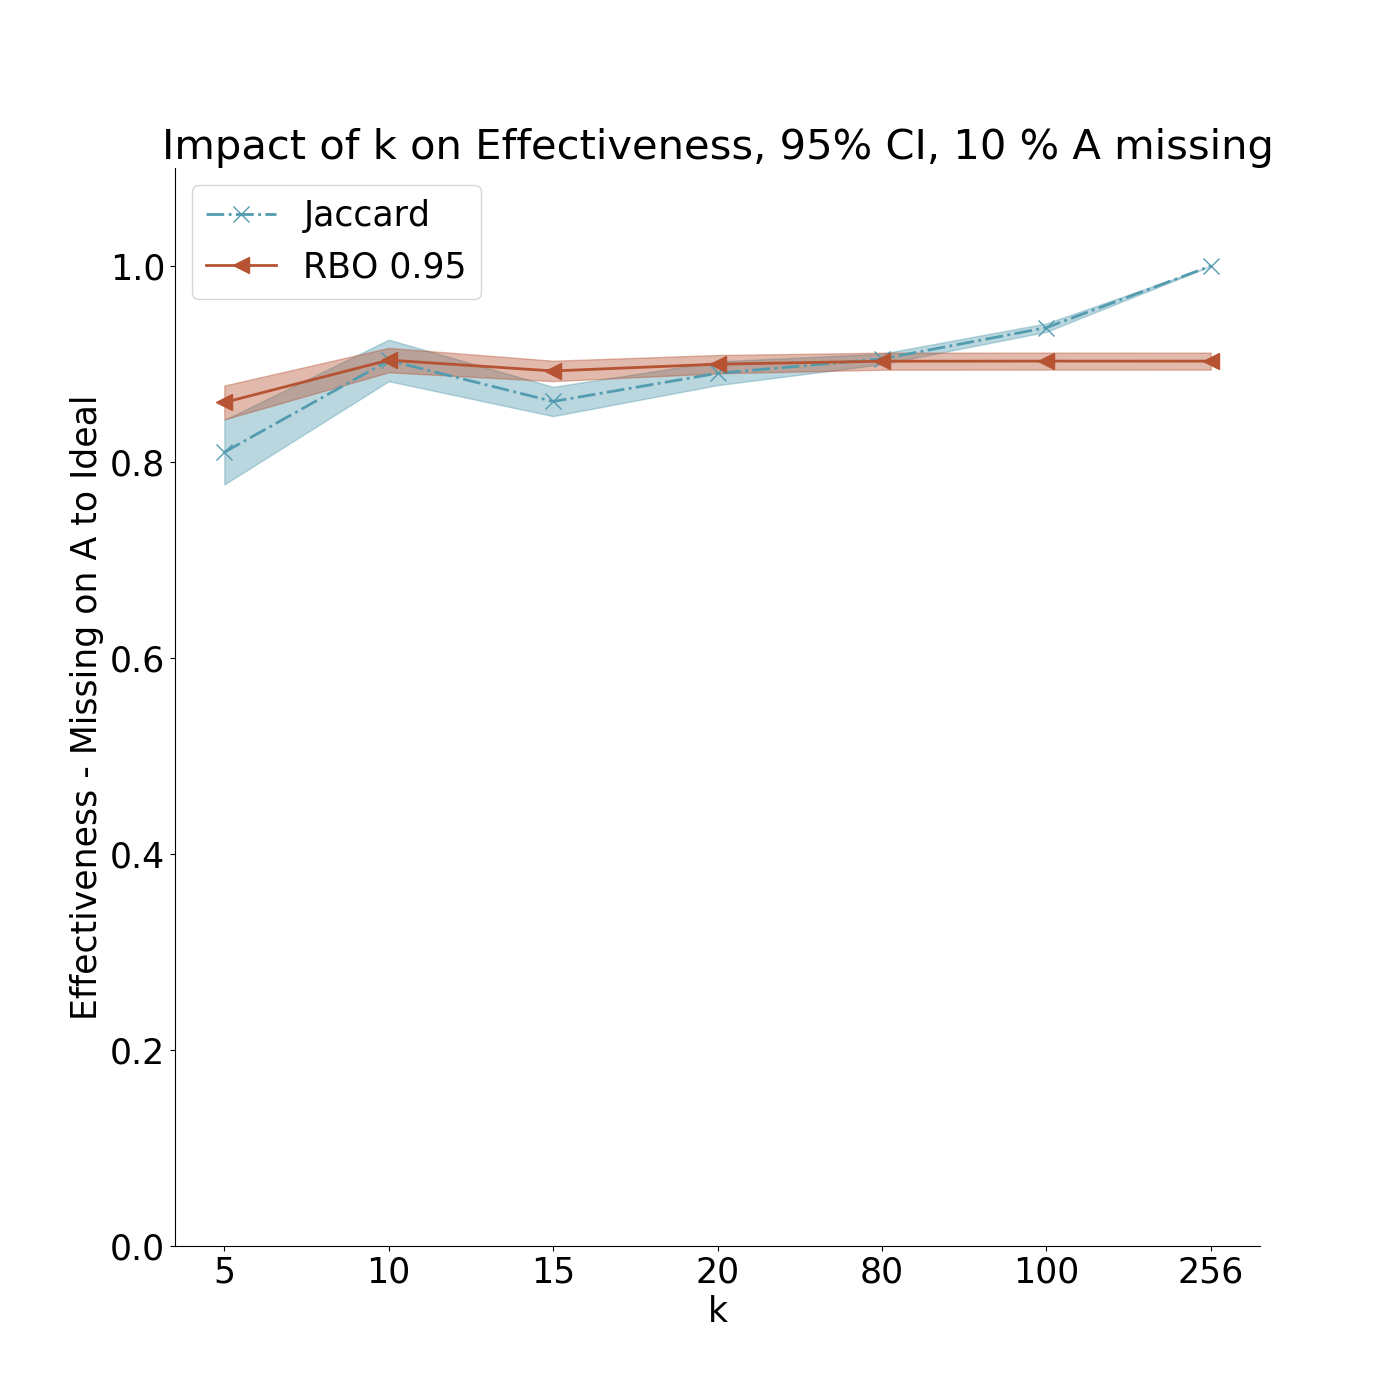 Impact of k on Effectiveness, 95% CI, 10 % A missing
Jaccard
RBO 0.95
Effectiveness - Missing on A to Ideal
1.0
0.8
0.6
0.4
0.2
0.0
5 10 15 20 80 100 256
k